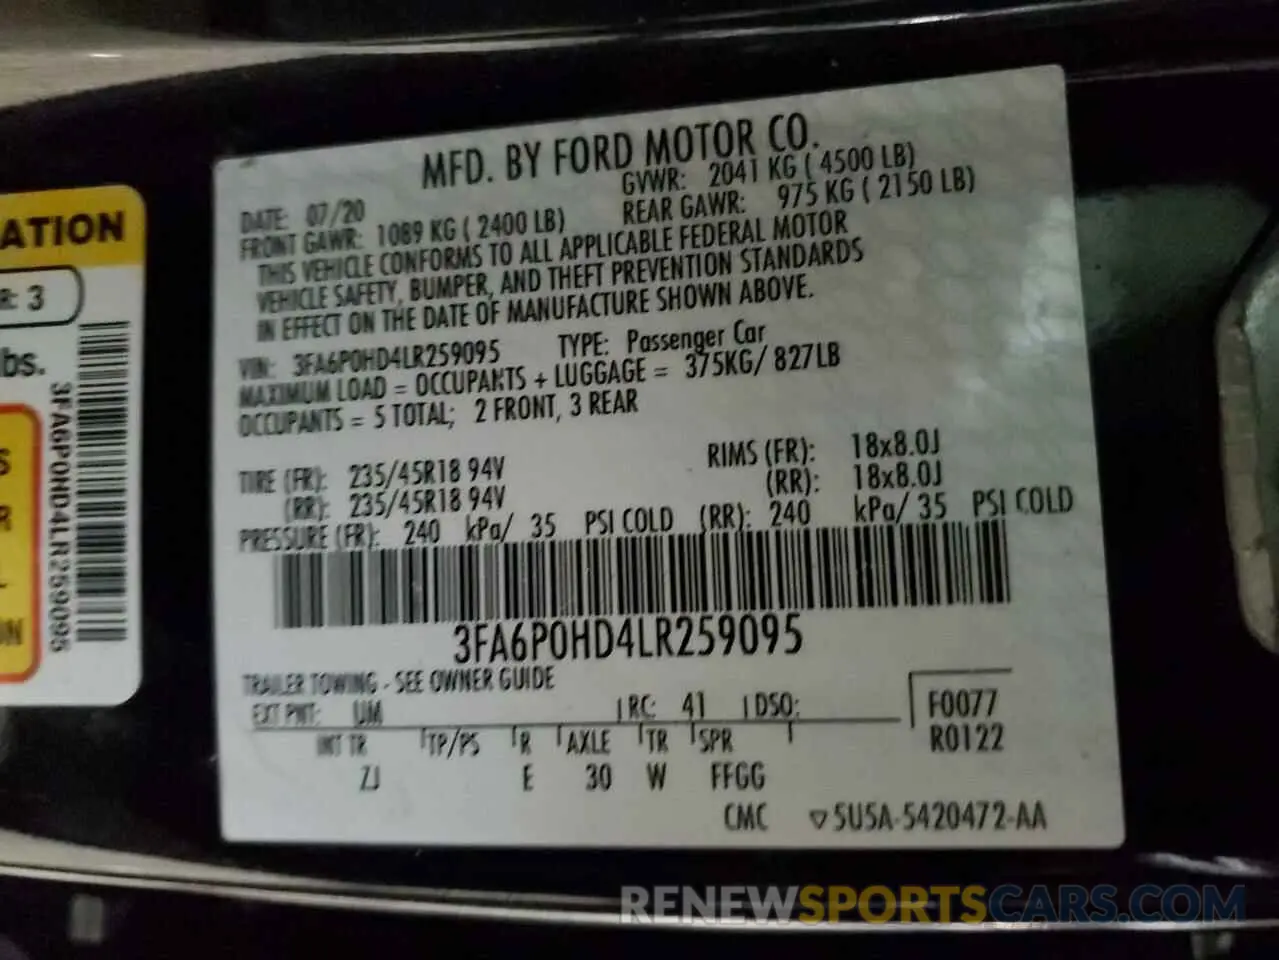 MFD. BY FORD MOTOR CO.
DATE: 07/20 GVWR: 2041 KG ( 4500 LB)
FRONT GAWR: 1089 KG ( 2400 LB) REAR GAWR: 975 KG ( 2150 LB)
THIS VEHICLE CONFORMS TO ALL APPLICABLE FEDERAL MOTOR
VEHICLE SAFETY, BUMPER, AND THEFT PREVENTION STANDARDS
IN EFFECT ON THE DATE OF MANUFACTURE SHOWN ABOVE.
VIN: 3FA6P0HD4LR259095 TYPE: Passenger Car
MAXIMUM LOAD = OCCUPANTS + LUGGAGE = 375KG/ 827LB
OCCUPANTS = 5 TOTAL; 2 FRONT, 3 REAR
TIRE (FR): 235/45R18 94V RIMS (FR): 18x8.0J
(RR): 235/45R18 94V (RR): 18x8.0J
PRESSURE (FR): 240 kPa/ 35 PSI COLD (RR): 240 kPa/ 35 PSI COLD
3FA6P0HD4LR259095
TRAILER TOWING - SEE OWNER GUIDE
EXT PNT: UM RC: 41 DSO: F0077
INT TR TP/PS R AXLE TR SPR R0122
ZJ E 30 W FFGG
CMC ▽5U5A-5420472-AA
ATION
R: 3
lbs.
3FA6P0HD4LR259095
S
R
L
ON
RENEWSPORTSCARS.COM